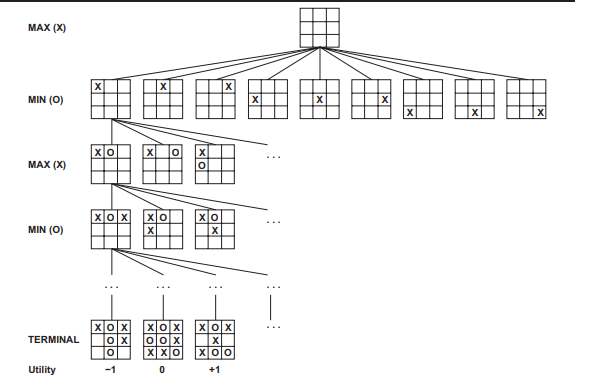 MAX (X)
MIN (O)
X X X X X X X X X
MAX (X)
X O X O X
O
...
MIN (O)
X O X X O X O
X X
...
... ... ... ...
TERMINAL
X O X X O X X O X
O X O O X X
O X X O X O O
...
Utility −1 0 +1